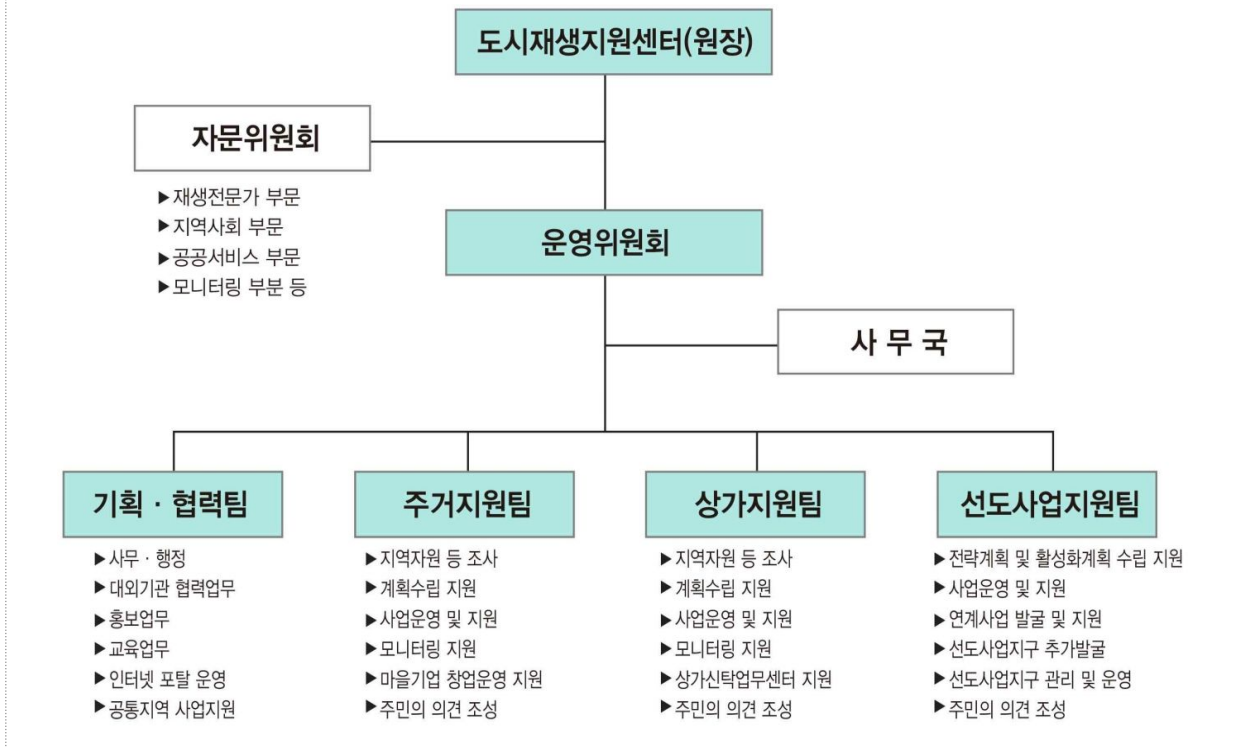 도시재생지원센터(원장)
자문위원회
▶재생전문가 부문
▶지역사회 부문
▶공공서비스 부문
▶모니터링 부분 등
운영위원회
사 무 국
기획 · 협력팀
▶사무 · 행정
▶대외기관 협력업무
▶홍보업무
▶교육업무
▶인터넷 포탈 운영
▶공통지역 사업지원
주거지원팀
▶지역자원 등 조사
▶계획수립 지원
▶사업운영 및 지원
▶모니터링 지원
▶마을기업 창업운영 지원
▶주민의 의견 조성
상가지원팀
▶지역자원 등 조사
▶계획수립 지원
▶사업운영 및 지원
▶모니터링 지원
▶상가신탁업무센터 지원
▶주민의 의견 조성
선도사업지원팀
▶전략계획 및 활성화계획 수립 지원
▶사업운영 및 지원
▶연계사업 발굴 및 지원
▶선도사업지구 추가발굴
▶선도사업지구 관리 및 운영
▶주민의 의견 조성